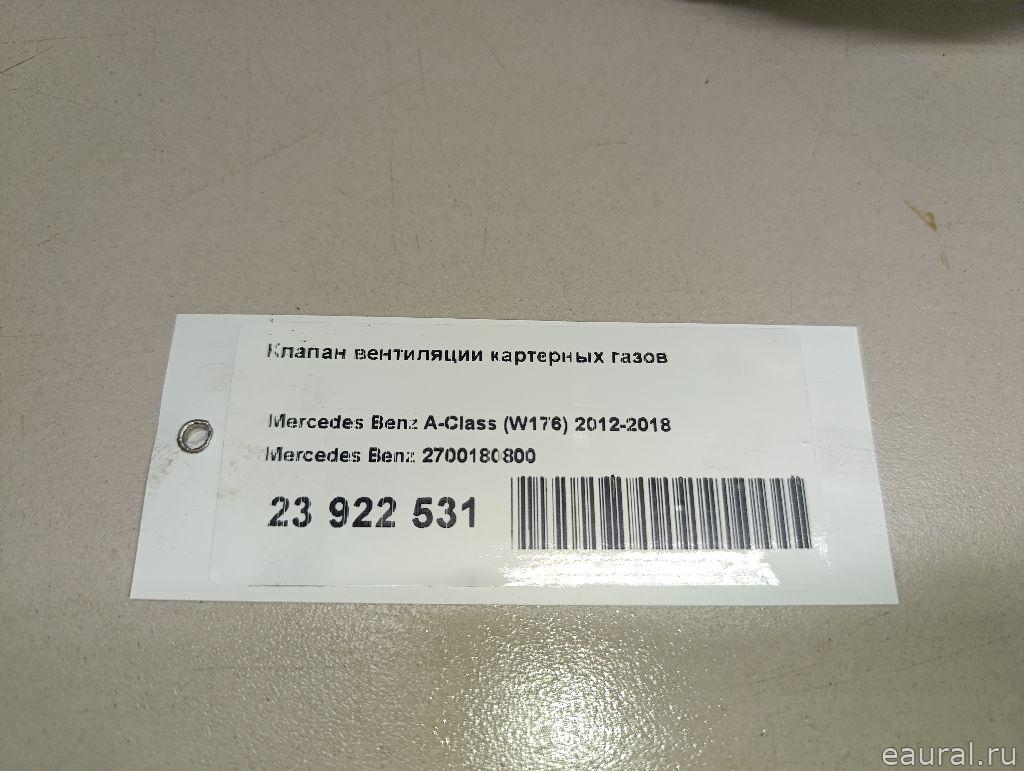 Клапан вентиляции картерных газов
Mercedes Benz A-Class (W176) 2012-2018
Mercedes Benz 2700180800
23 922 531
eaural.ru